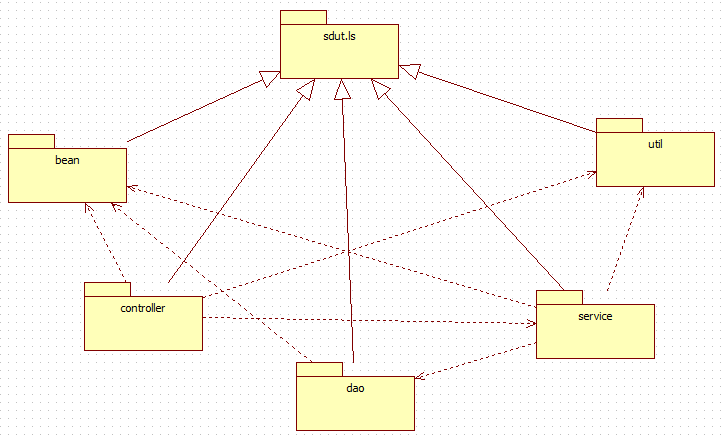 sdut.ls
util
bean
controller
service
dao